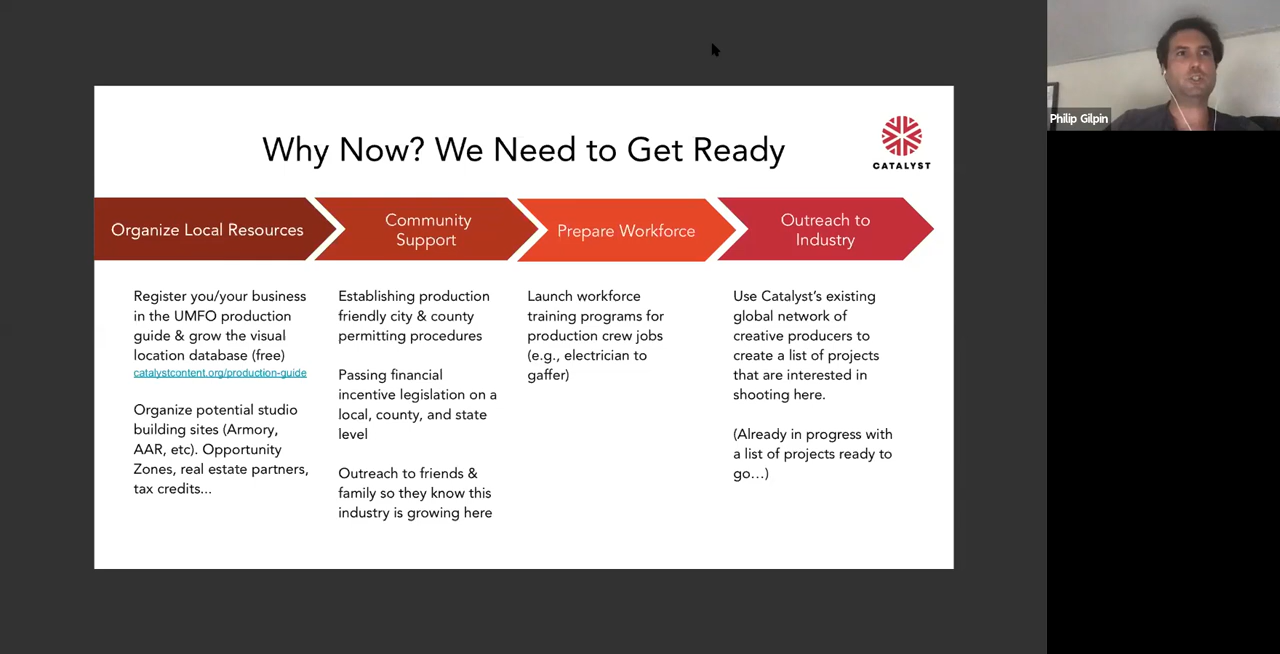 Why Now? We Need to Get Ready
CATALYST
Organize Local Resources
Community
Support
Prepare Workforce
Outreach to
Industry
Register you/your business
in the UMFO production
guide & grow the visual
location database (free)
catalystcontent.org/production-guide
Organize potential studio
building sites (Armory,
AAR, etc). Opportunity
Zones, real estate partners,
tax credits...
Establishing production
friendly city & county
permitting procedures
Passing financial
incentive legislation on a
local, county, and state
level
Outreach to friends &
family so they know this
industry is growing here
Launch workforce
training programs for
production crew jobs
(e.g., electrician to
gaffer)
Use Catalyst’s existing
global network of
creative producers to
create a list of projects
that are interested in
shooting here.
(Already in progress with
a list of projects ready to
go…)
Philip Gilpin